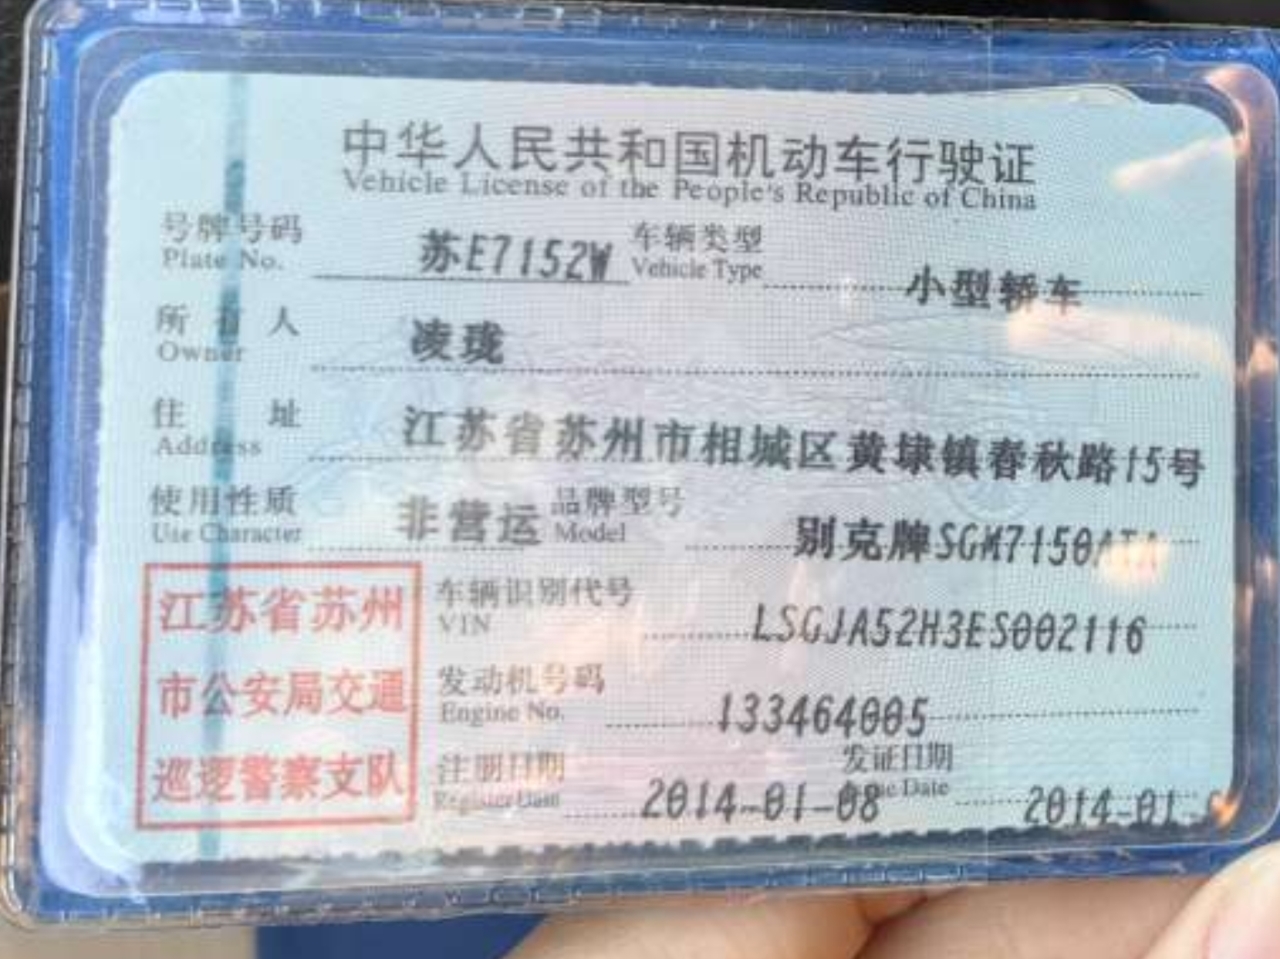 中华人民共和国机动车行驶证
Vehicle License of the People's Republic of China
号牌号码 苏E7152W 车辆类型 小型轿车
Plate No. Vehicle Type
所有人 凌珑
Owner
住址 江苏省苏州市相城区黄埭镇春秋路15号
Address
使用性质 非营运 品牌型号 别克牌SGM7150ATA
Use Character Model
江苏省苏州
市公安局交通
巡逻警察支队
车辆识别代号 LSGJA52H3ES002116
VIN
发动机号码 133464005
Engine No.
注册日期 2014-01-08 发证日期 2014-01-
Register Date Date